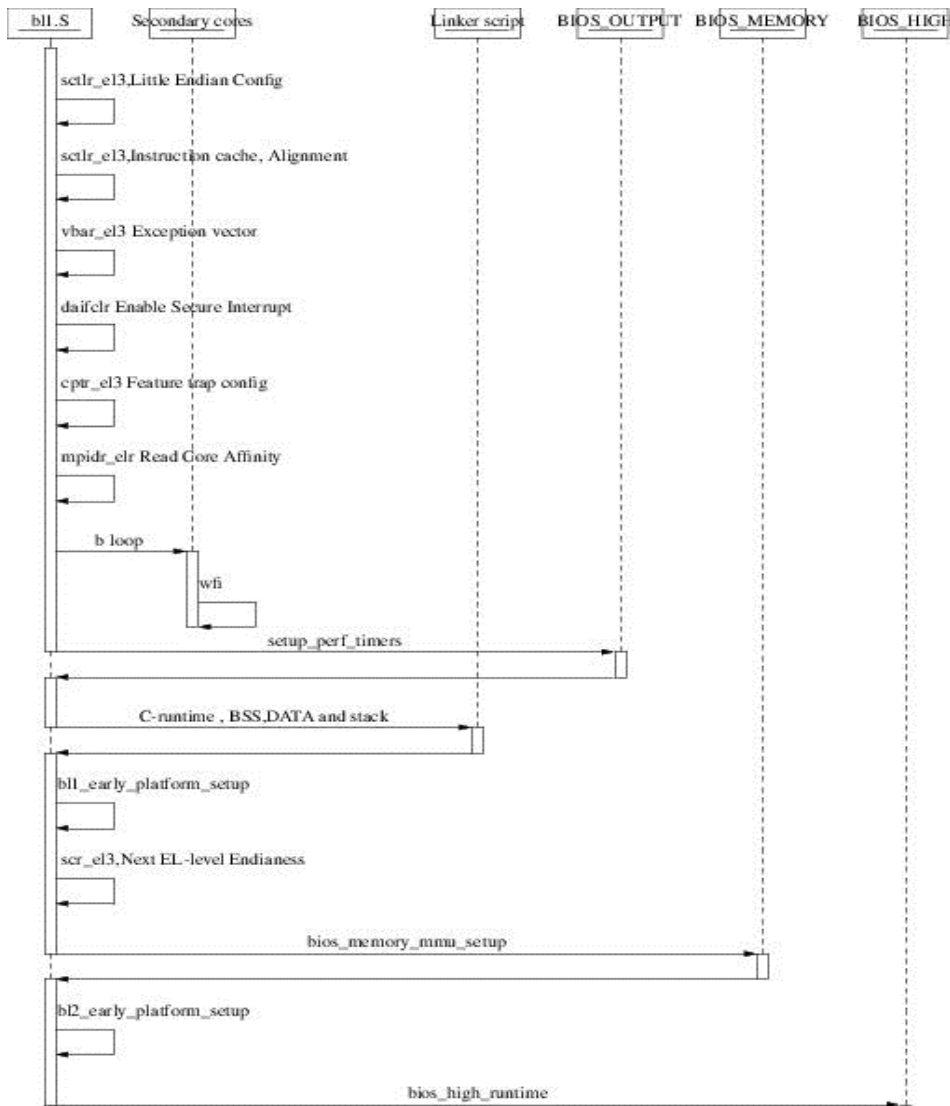 bl1.S Secondary cores Linker script BIOS_OUTPUT BIOS_MEMORY BIOS_HIGH
sctlr_el3,Little Endian Config
sctlr_el3,Instruction cache, Alignment
vbar_el3 Exception vector
daifclr Enable Secure Interrupt
cptr_el3 Feature trap config
mpidr_elr Read Core Affinity
b loop
wfi
setup_perf_timers
C-runtime , BSS,DATA and stack
bl1_early_platform_setup
scr_el3,Next EL-level Endianess
bios_memory_mmu_setup
bl2_early_platform_setup
bios_high_runtime